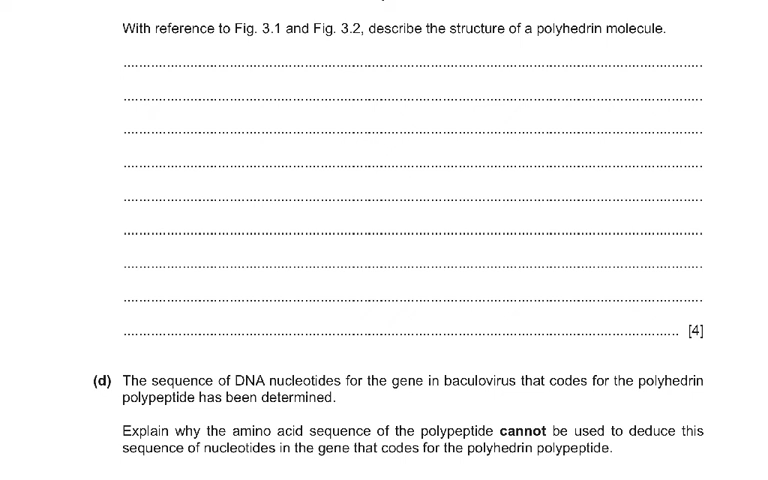 With reference to Fig. 3.1 and Fig. 3.2, describe the structure of a polyhedrin molecule.
[4]
(d) The sequence of DNA nucleotides for the gene in baculovirus that codes for the polyhedrin
polypeptide has been determined.
Explain why the amino acid sequence of the polypeptide cannot be used to deduce this
sequence of nucleotides in the gene that codes for the polyhedrin polypeptide.